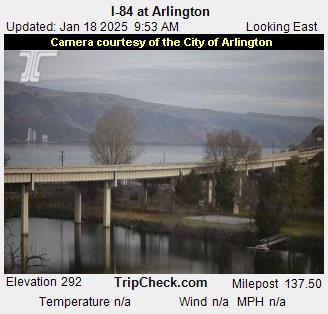 I-84 at Arlington
Updated: Jan 18 2025 9:53 AM Looking East
Camera courtesy of the City of Arlington
Elevation 292 TripCheck.com Milepost 137.50
Temperature n/a Wind n/a MPH n/a